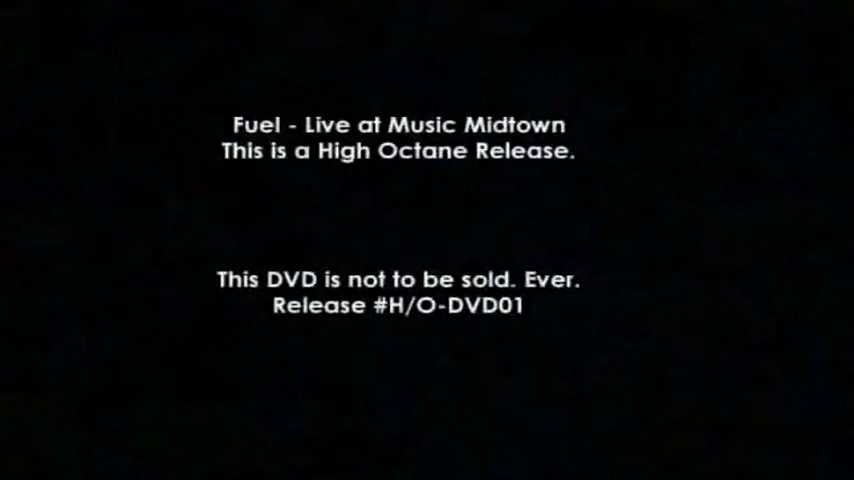 Fuel - Live at Music Midtown
This is a High Octane Release.
This DVD is not to be sold. Ever.
Release #H/O-DVD01